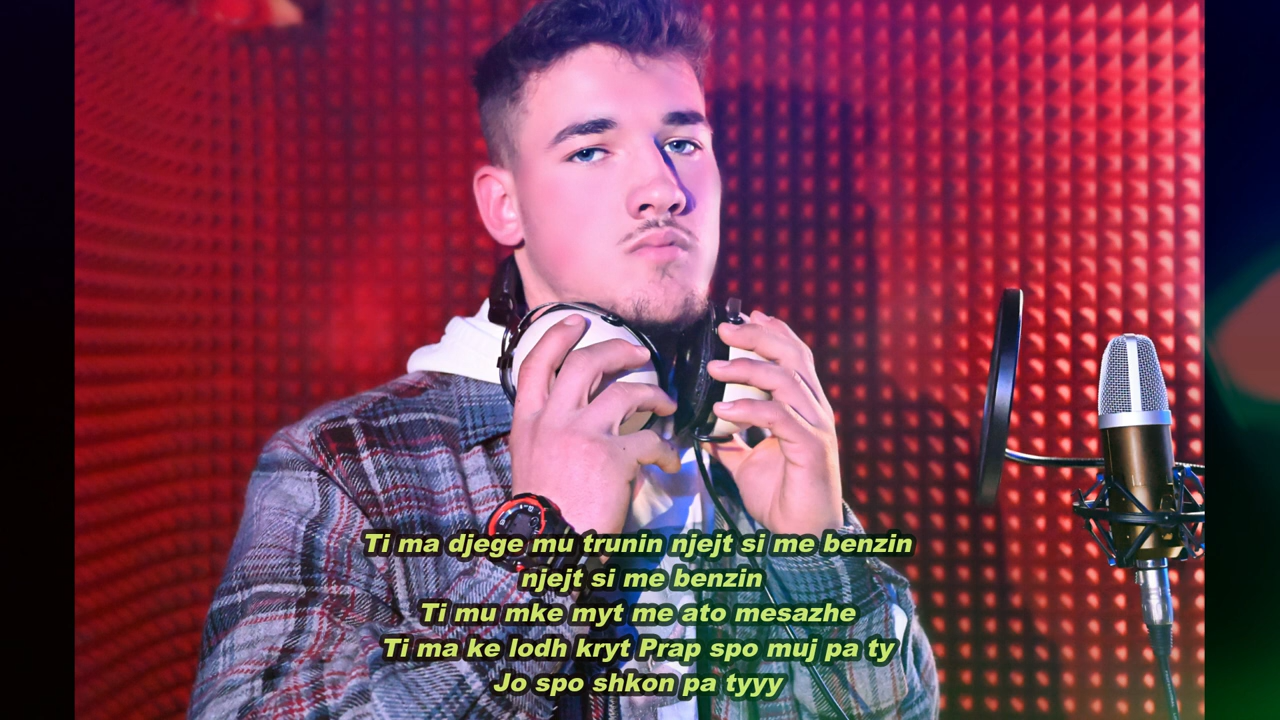 Ti ma djege mu trunin njejt si me benzin
njejt si me benzin
Ti mu mke myt me ato mesazhe
Ti ma ke lodh kryt Prap spo muj pa ty
Jo spo shkon pa tyyy